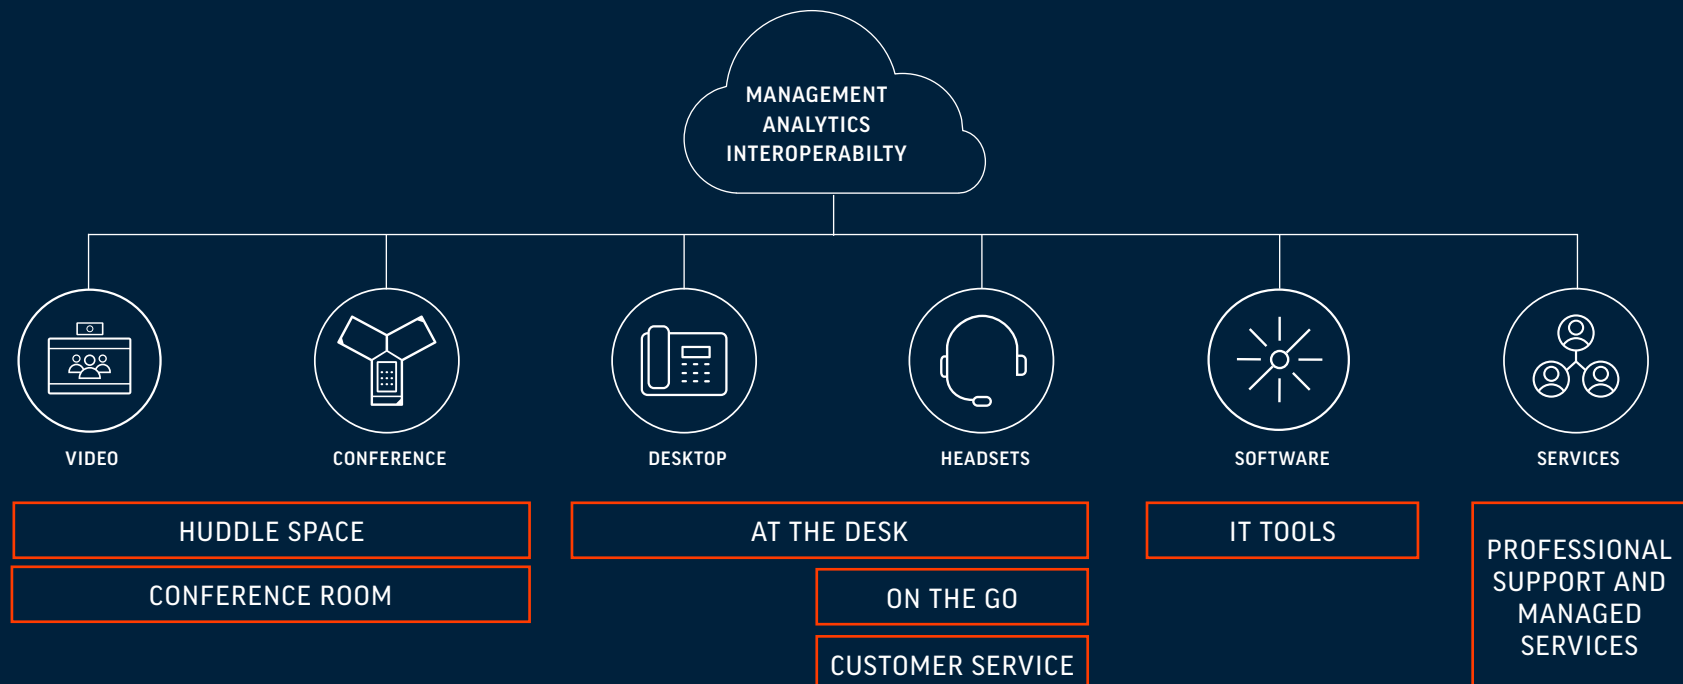 MANAGEMENT
ANALYTICS
INTEROPERABILTY
VIDEO
CONFERENCE
DESKTOP
HEADSETS
SOFTWARE
SERVICES
HUDDLE SPACE
AT THE DESK
IT TOOLS
PROFESSIONAL
SUPPORT AND
MANAGED
SERVICES
CONFERENCE ROOM
ON THE GO
CUSTOMER SERVICE